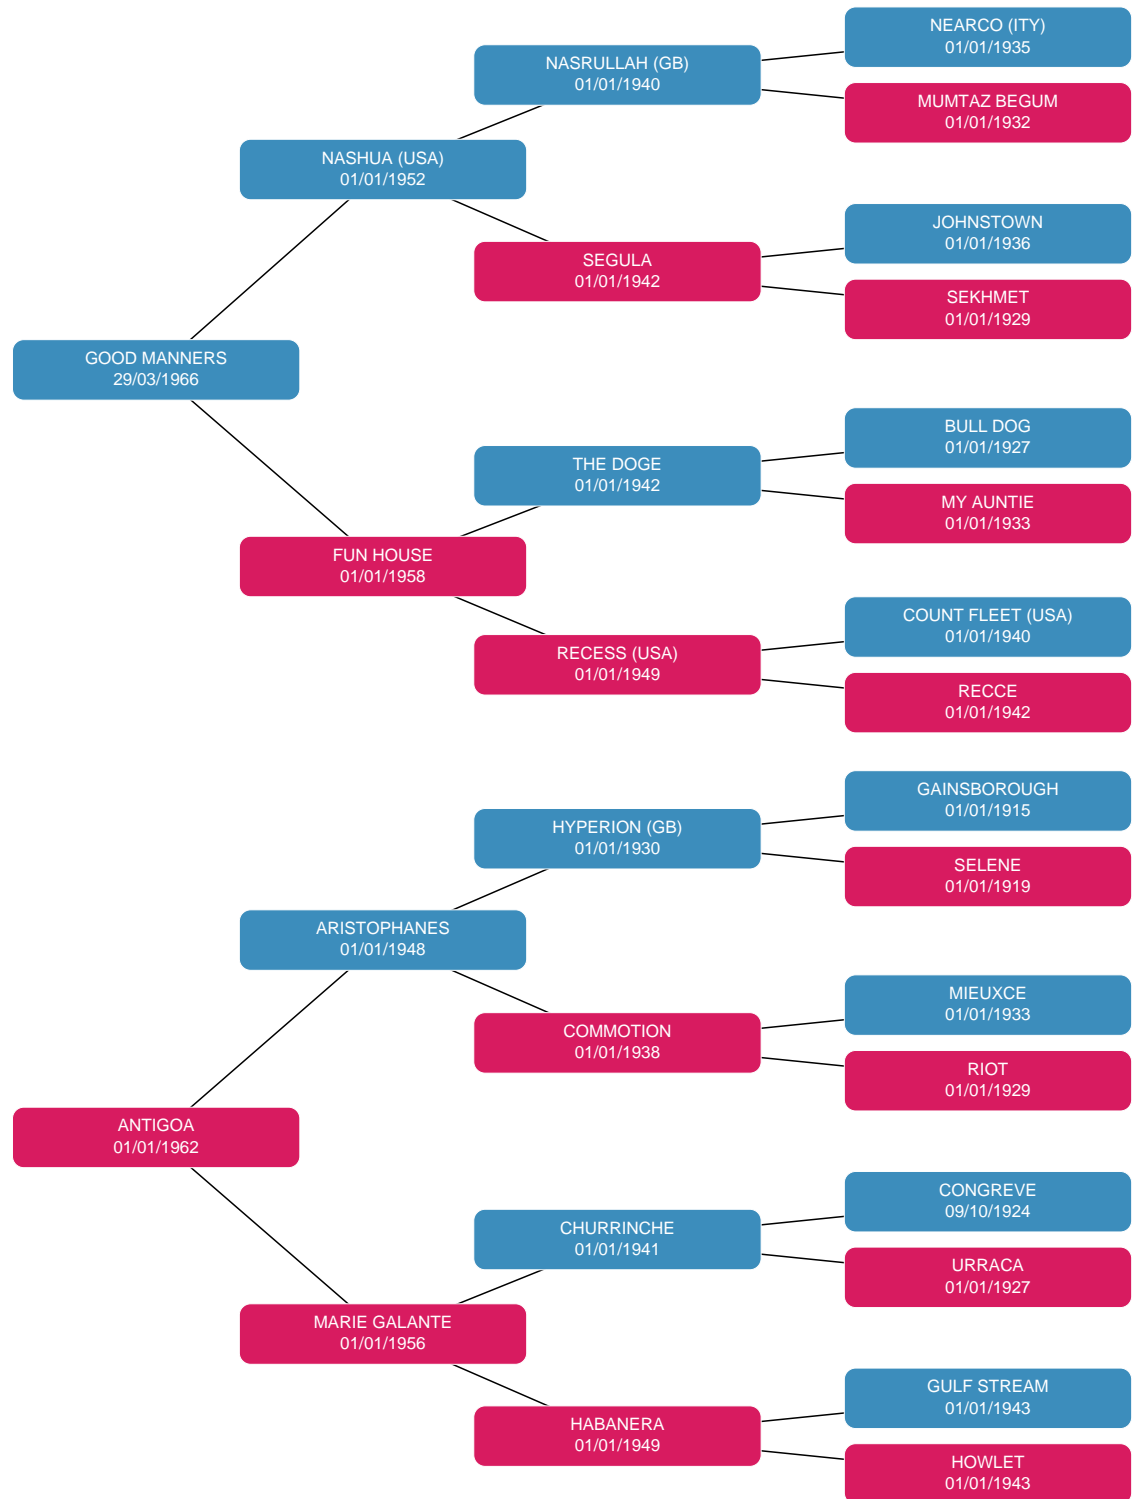 NEARCO (ITY)
01/01/1935
NASRULLAH (GB)
01/01/1940
MUMTAZ BEGUM
01/01/1932
NASHUA (USA)
01/01/1952
JOHNSTOWN
01/01/1936
SEGULA
01/01/1942
SEKHMET
01/01/1929
GOOD MANNERS
29/03/1966
BULL DOG
01/01/1927
THE DOGE
01/01/1942
MY AUNTIE
01/01/1933
FUN HOUSE
01/01/1958
COUNT FLEET (USA)
01/01/1940
RECESS (USA)
01/01/1949
RECCE
01/01/1942
GAINSBOROUGH
01/01/1915
HYPERION (GB)
01/01/1930
SELENE
01/01/1919
ARISTOPHANES
01/01/1948
MIEUXCE
01/01/1933
COMMOTION
01/01/1938
RIOT
01/01/1929
ANTIGOA
01/01/1962
CONGREVE
09/10/1924
CHURRINCHE
01/01/1941
URRACA
01/01/1927
MARIE GALANTE
01/01/1956
GULF STREAM
01/01/1943
HABANERA
01/01/1949
HOWLET
01/01/1943